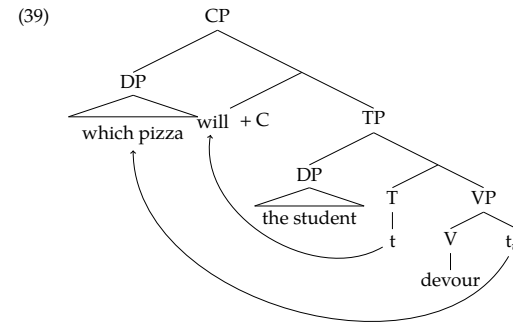 (39)
CP
DP
which pizza
will + C
TP
DP
the student
T
t
VP
V
devour
t